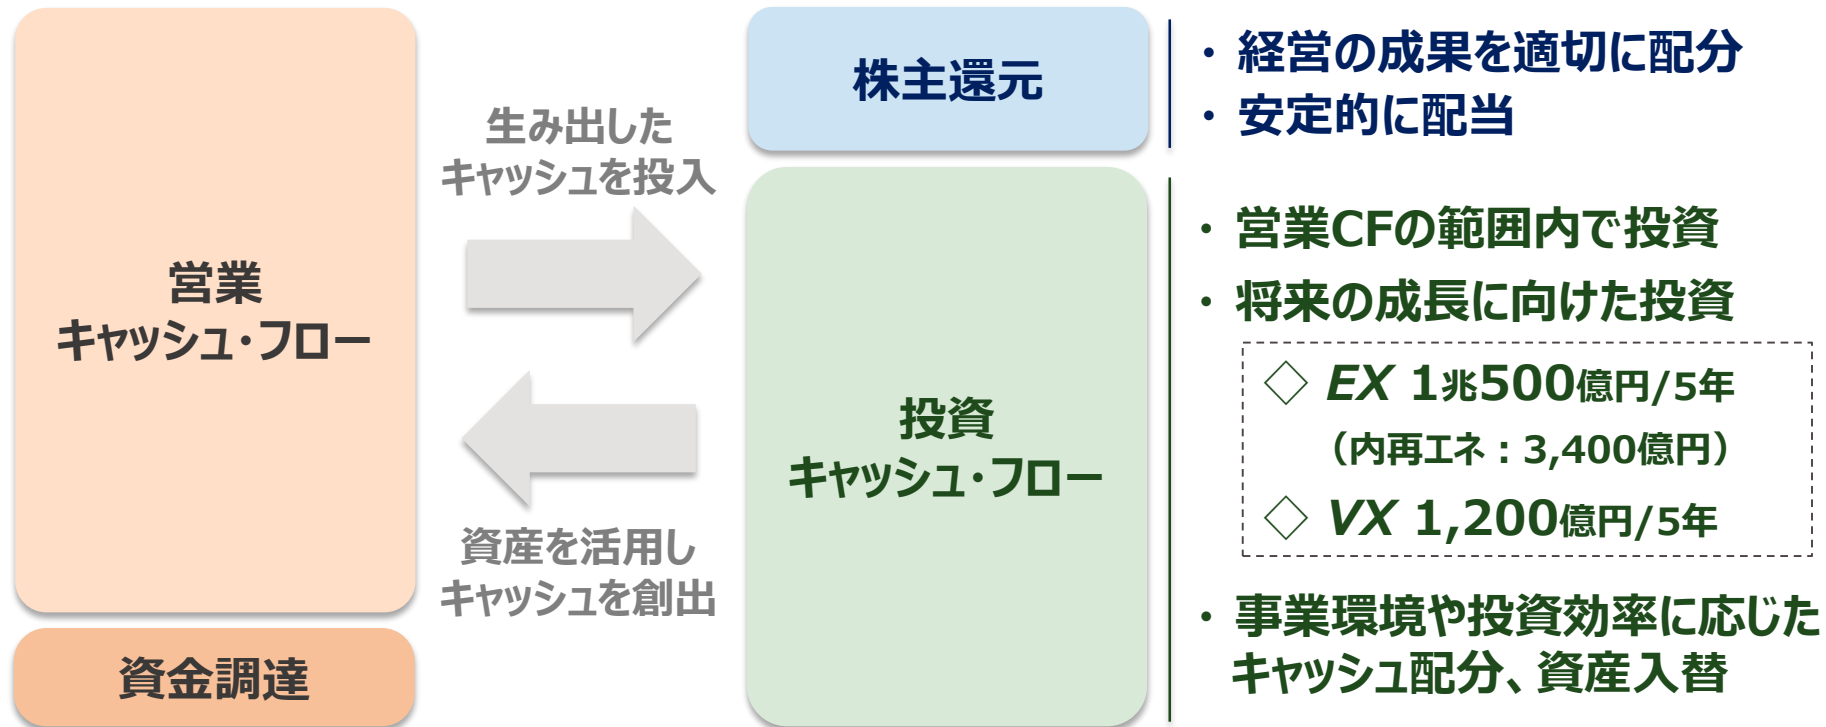 営業
キャッシュ・フロー
資金調達
生み出した
キャッシュを投入
資産を活用し
キャッシュを創出
株主還元
投資
キャッシュ・フロー
・ 経営の成果を適切に配分
・ 安定的に配当
・ 営業CFの範囲内で投資
・ 将来の成長に向けた投資
◇ EX 1兆500億円/5年
（内再エネ：3,400億円）
◇ VX 1,200億円/5年
・ 事業環境や投資効率に応じた
キャッシュ配分、資産入替